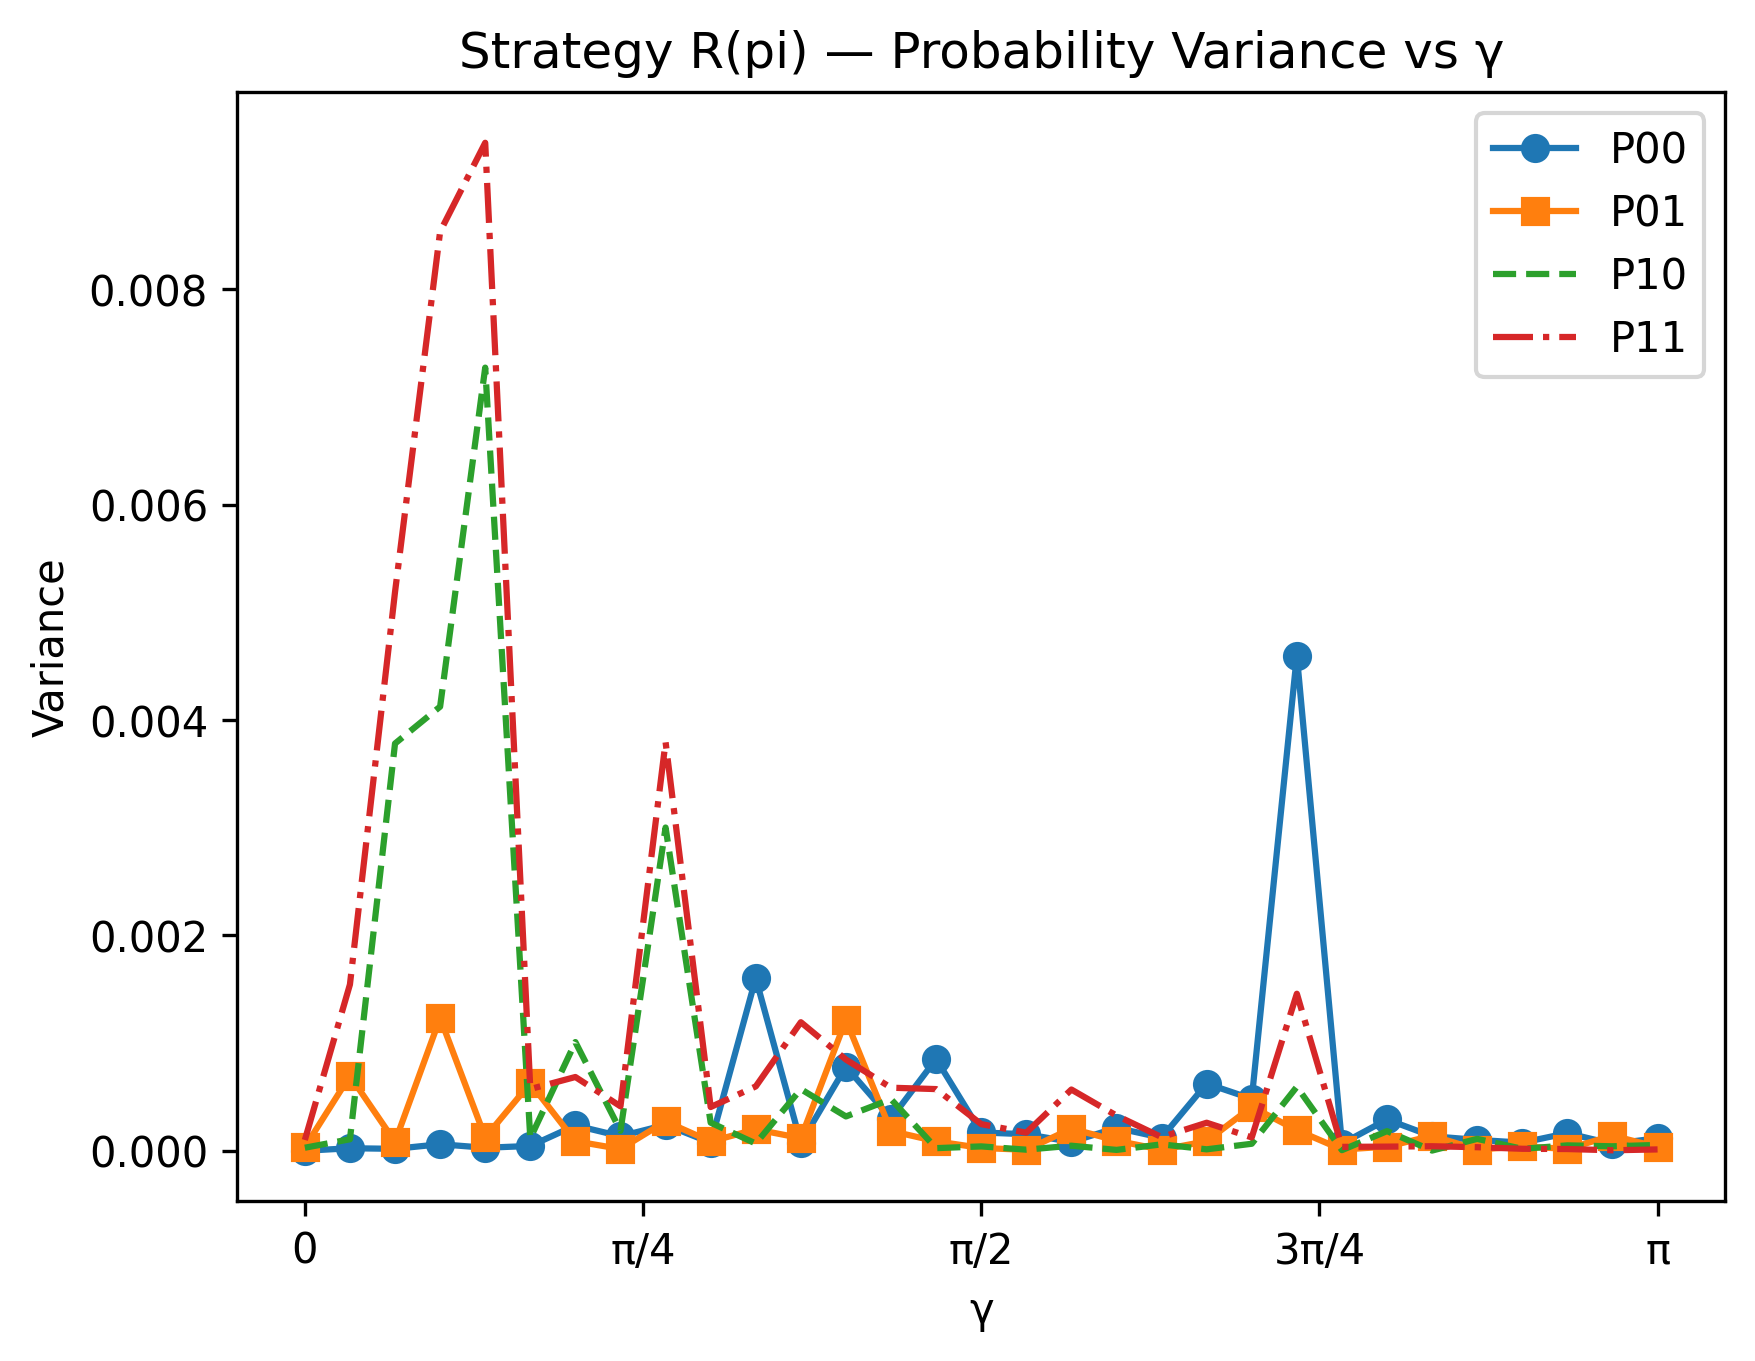 Strategy R(pi) — Probability Variance vs γ
P00
P01
P10
P11
0.008
0.006
0.004
0.002
0.000
Variance
0
π/4
π/2
3π/4
π
γ